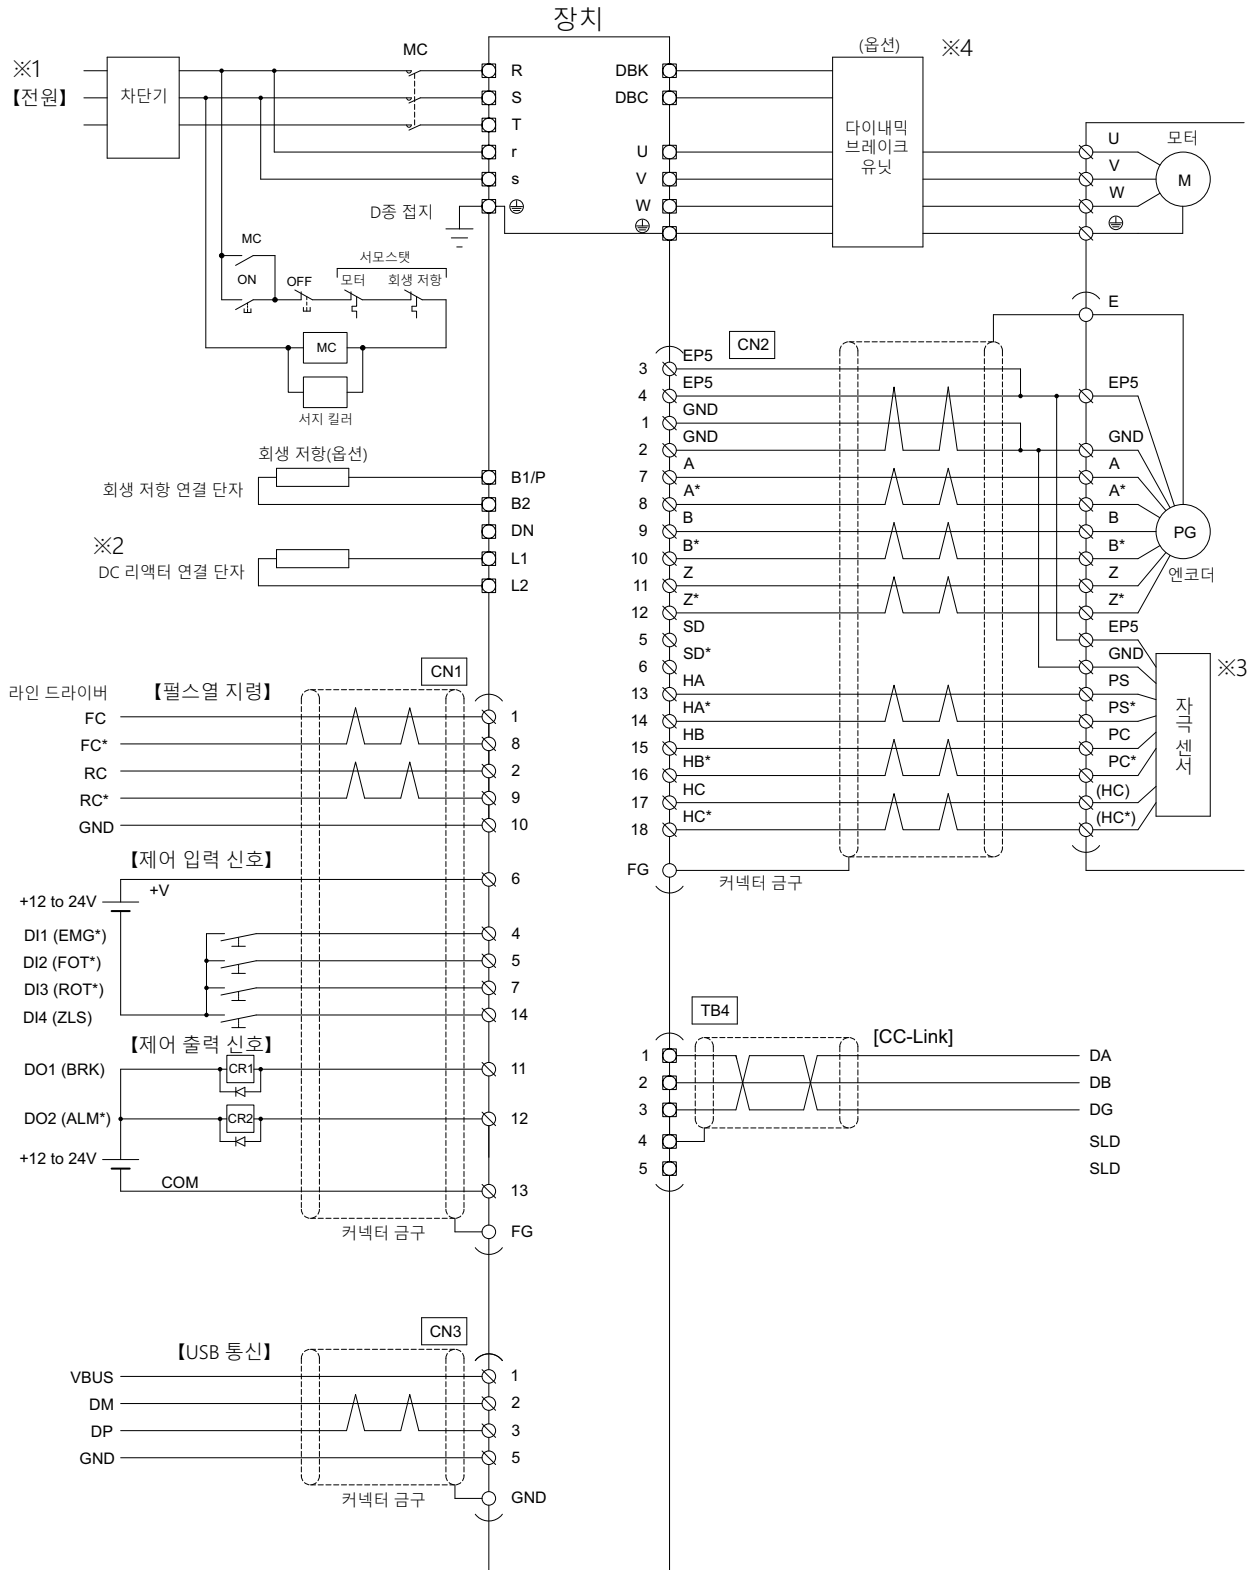 장치
※1
【전원】
차단기
MC
R
S
T
r
s
D종 접지
MC
ON
OFF
서모스탯
모터
회생 저항
MC
서지 킬러
회생 저항(옵션)
회생 저항 연결 단자
B1/P
B2
DN
※2
DC 리액터 연결 단자
L1
L2
DBK
DBC
U
V
W
(옵션)
※4
다이내믹
브레이크
유닛
U
V
W
모터
M
E
CN2
3 EP5
4 EP5
1 GND
2 GND
7 A
8 A*
9 B
10 B*
11 Z
12 Z*
5 SD
6 SD*
13 HA
14 HA*
15 HB
16 HB*
17 HC
18 HC*
FG
커넥터 금구
EP5
GND
A
A*
B
B*
Z
Z*
PG
엔코더
EP5
GND
PS
PS*
PC
PC*
(HC)
(HC*)
자극 센서
※3
CN1
라인 드라이버
【펄스열 지령】
FC 1
FC* 8
RC 2
RC* 9
GND 10
【제어 입력 신호】
+V 6
+12 to 24V
DI1 (EMG*) 4
DI2 (FOT*) 5
DI3 (ROT*) 7
DI4 (ZLS) 14
【제어 출력 신호】
DO1 (BRK) CR1 11
DO2 (ALM*) CR2 12
+12 to 24V
COM 13
커넥터 금구 FG
TB4
[CC-Link]
1 DA
2 DB
3 DG
4 SLD
5 SLD
CN3
【USB 통신】
VBUS 1
DM 2
DP 3
GND 5
커넥터 금구 GND